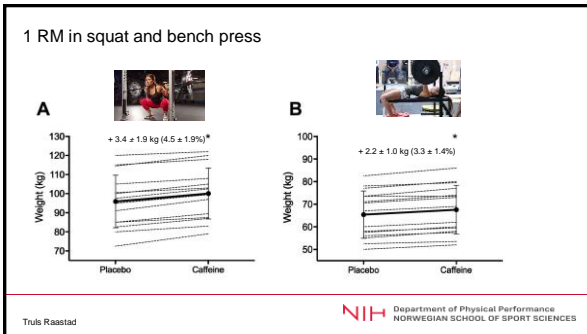 1 RM in squat and bench press
A
B
+ 3.4 ± 1.9 kg (4.5 ± 1.9%)*
*
+ 2.2 ± 1.0 kg (3.3 ± 1.4%)
Weight (kg)
130
120
110
100
90
80
70
Placebo
Caffeine
Weight (kg)
100
90
80
70
60
50
Placebo
Caffeine
Truls Raastad
NIH
Department of Physical Performance
NORWEGIAN SCHOOL OF SPORT SCIENCES